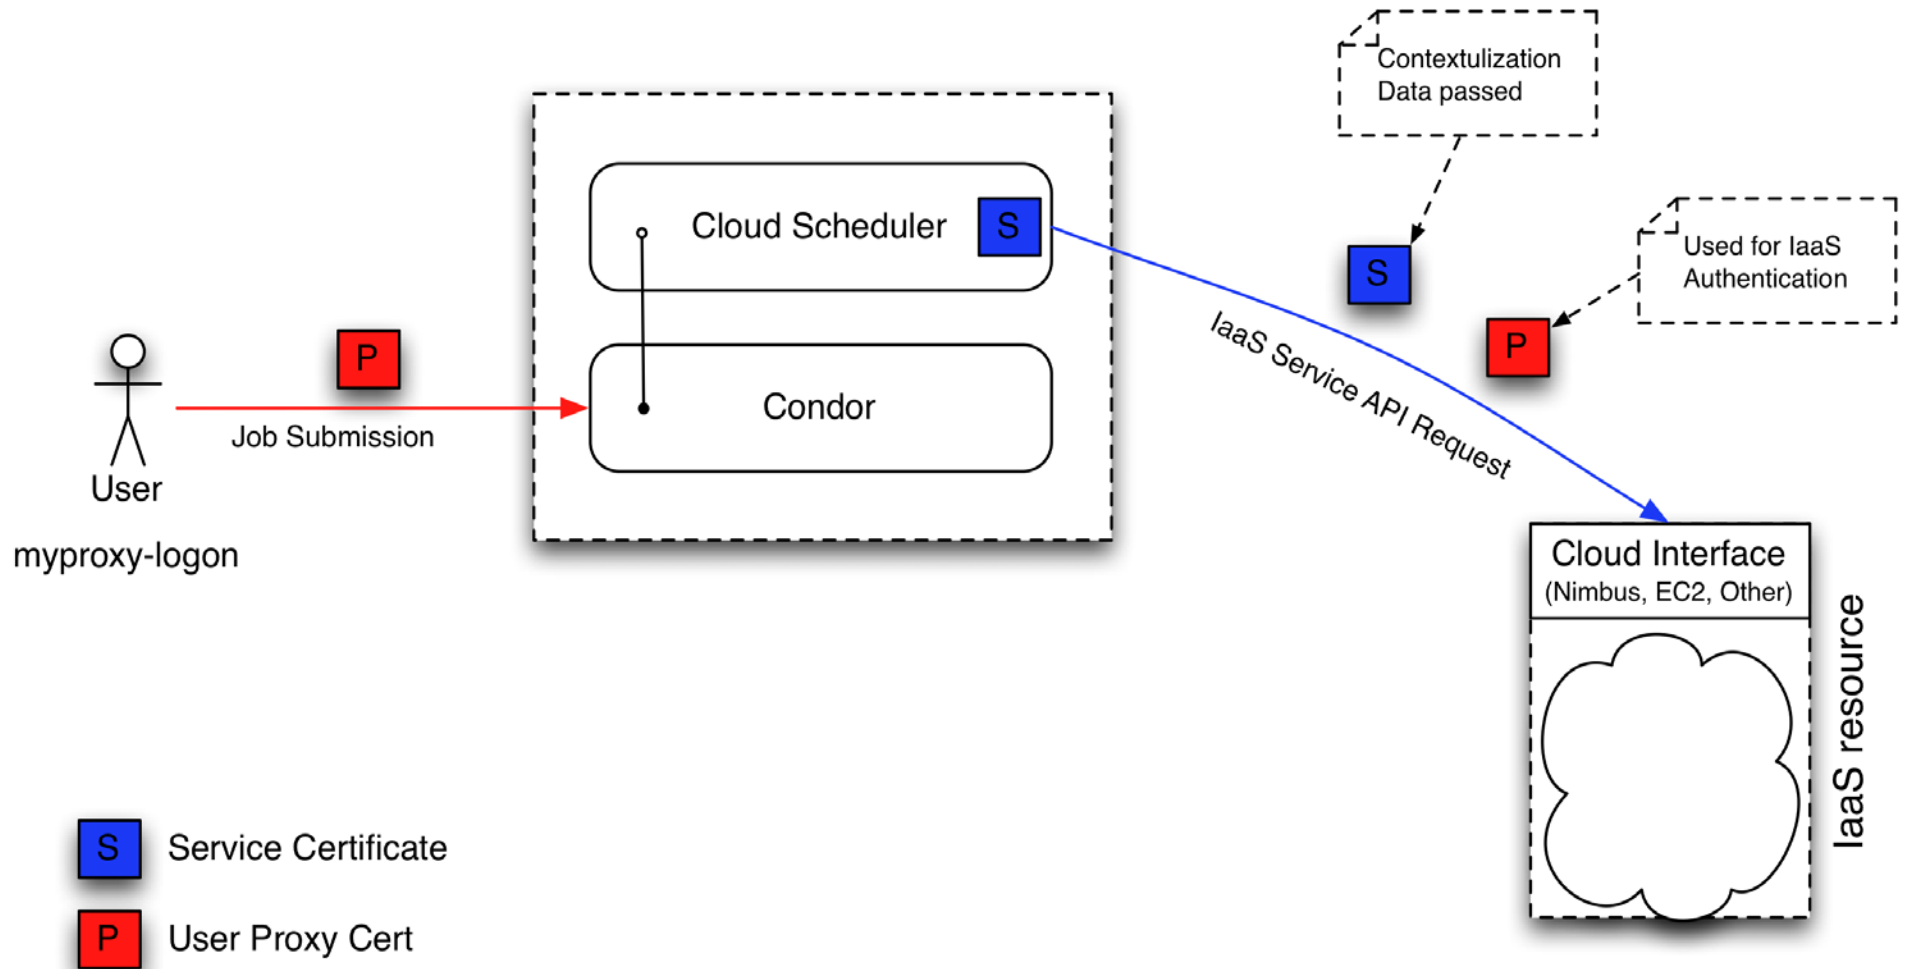 Contextulization
Data passed
S
Cloud Scheduler
S
Used for IaaS
Authentication
P
P
IaaS Service API Request
Job Submission
Condor
User
myproxy-logon
Cloud Interface
(Nimbus, EC2, Other)
IaaS resource
S
Service Certificate
P
User Proxy Cert